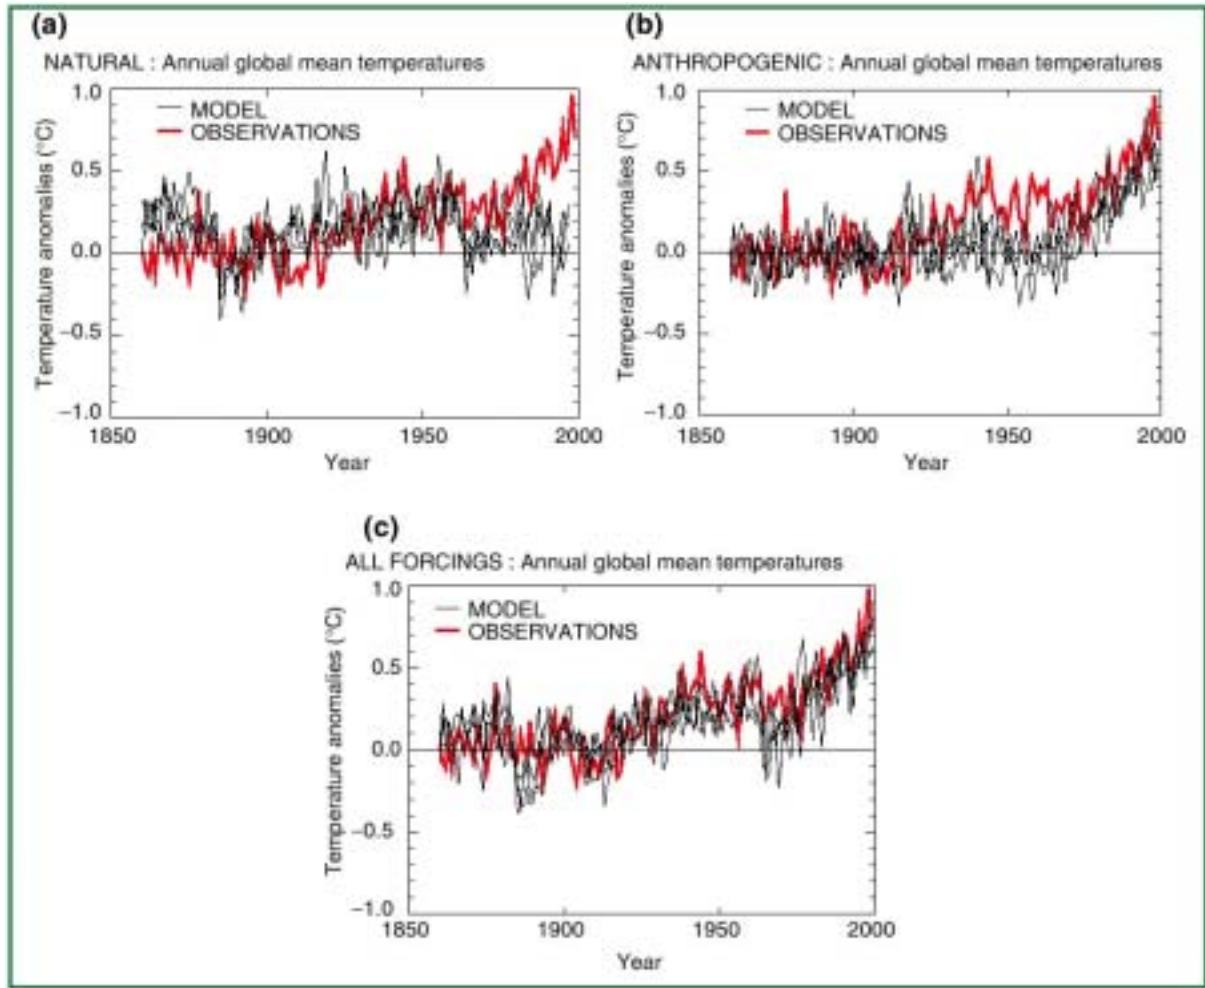 (a)
NATURAL : Annual global mean temperatures
MODEL
OBSERVATIONS
Temperature anomalies (°C)
1.0
0.5
0.0
−0.5
−1.0
1850 1900 1950 2000
Year
(b)
ANTHROPOGENIC : Annual global mean temperatures
MODEL
OBSERVATIONS
Temperature anomalies (°C)
1.0
0.5
0.0
−0.5
−1.0
1850 1900 1950 2000
Year
(c)
ALL FORCINGS : Annual global mean temperatures
MODEL
OBSERVATIONS
Temperature anomalies (°C)
1.0
0.5
0.0
−0.5
−1.0
1850 1900 1950 2000
Year